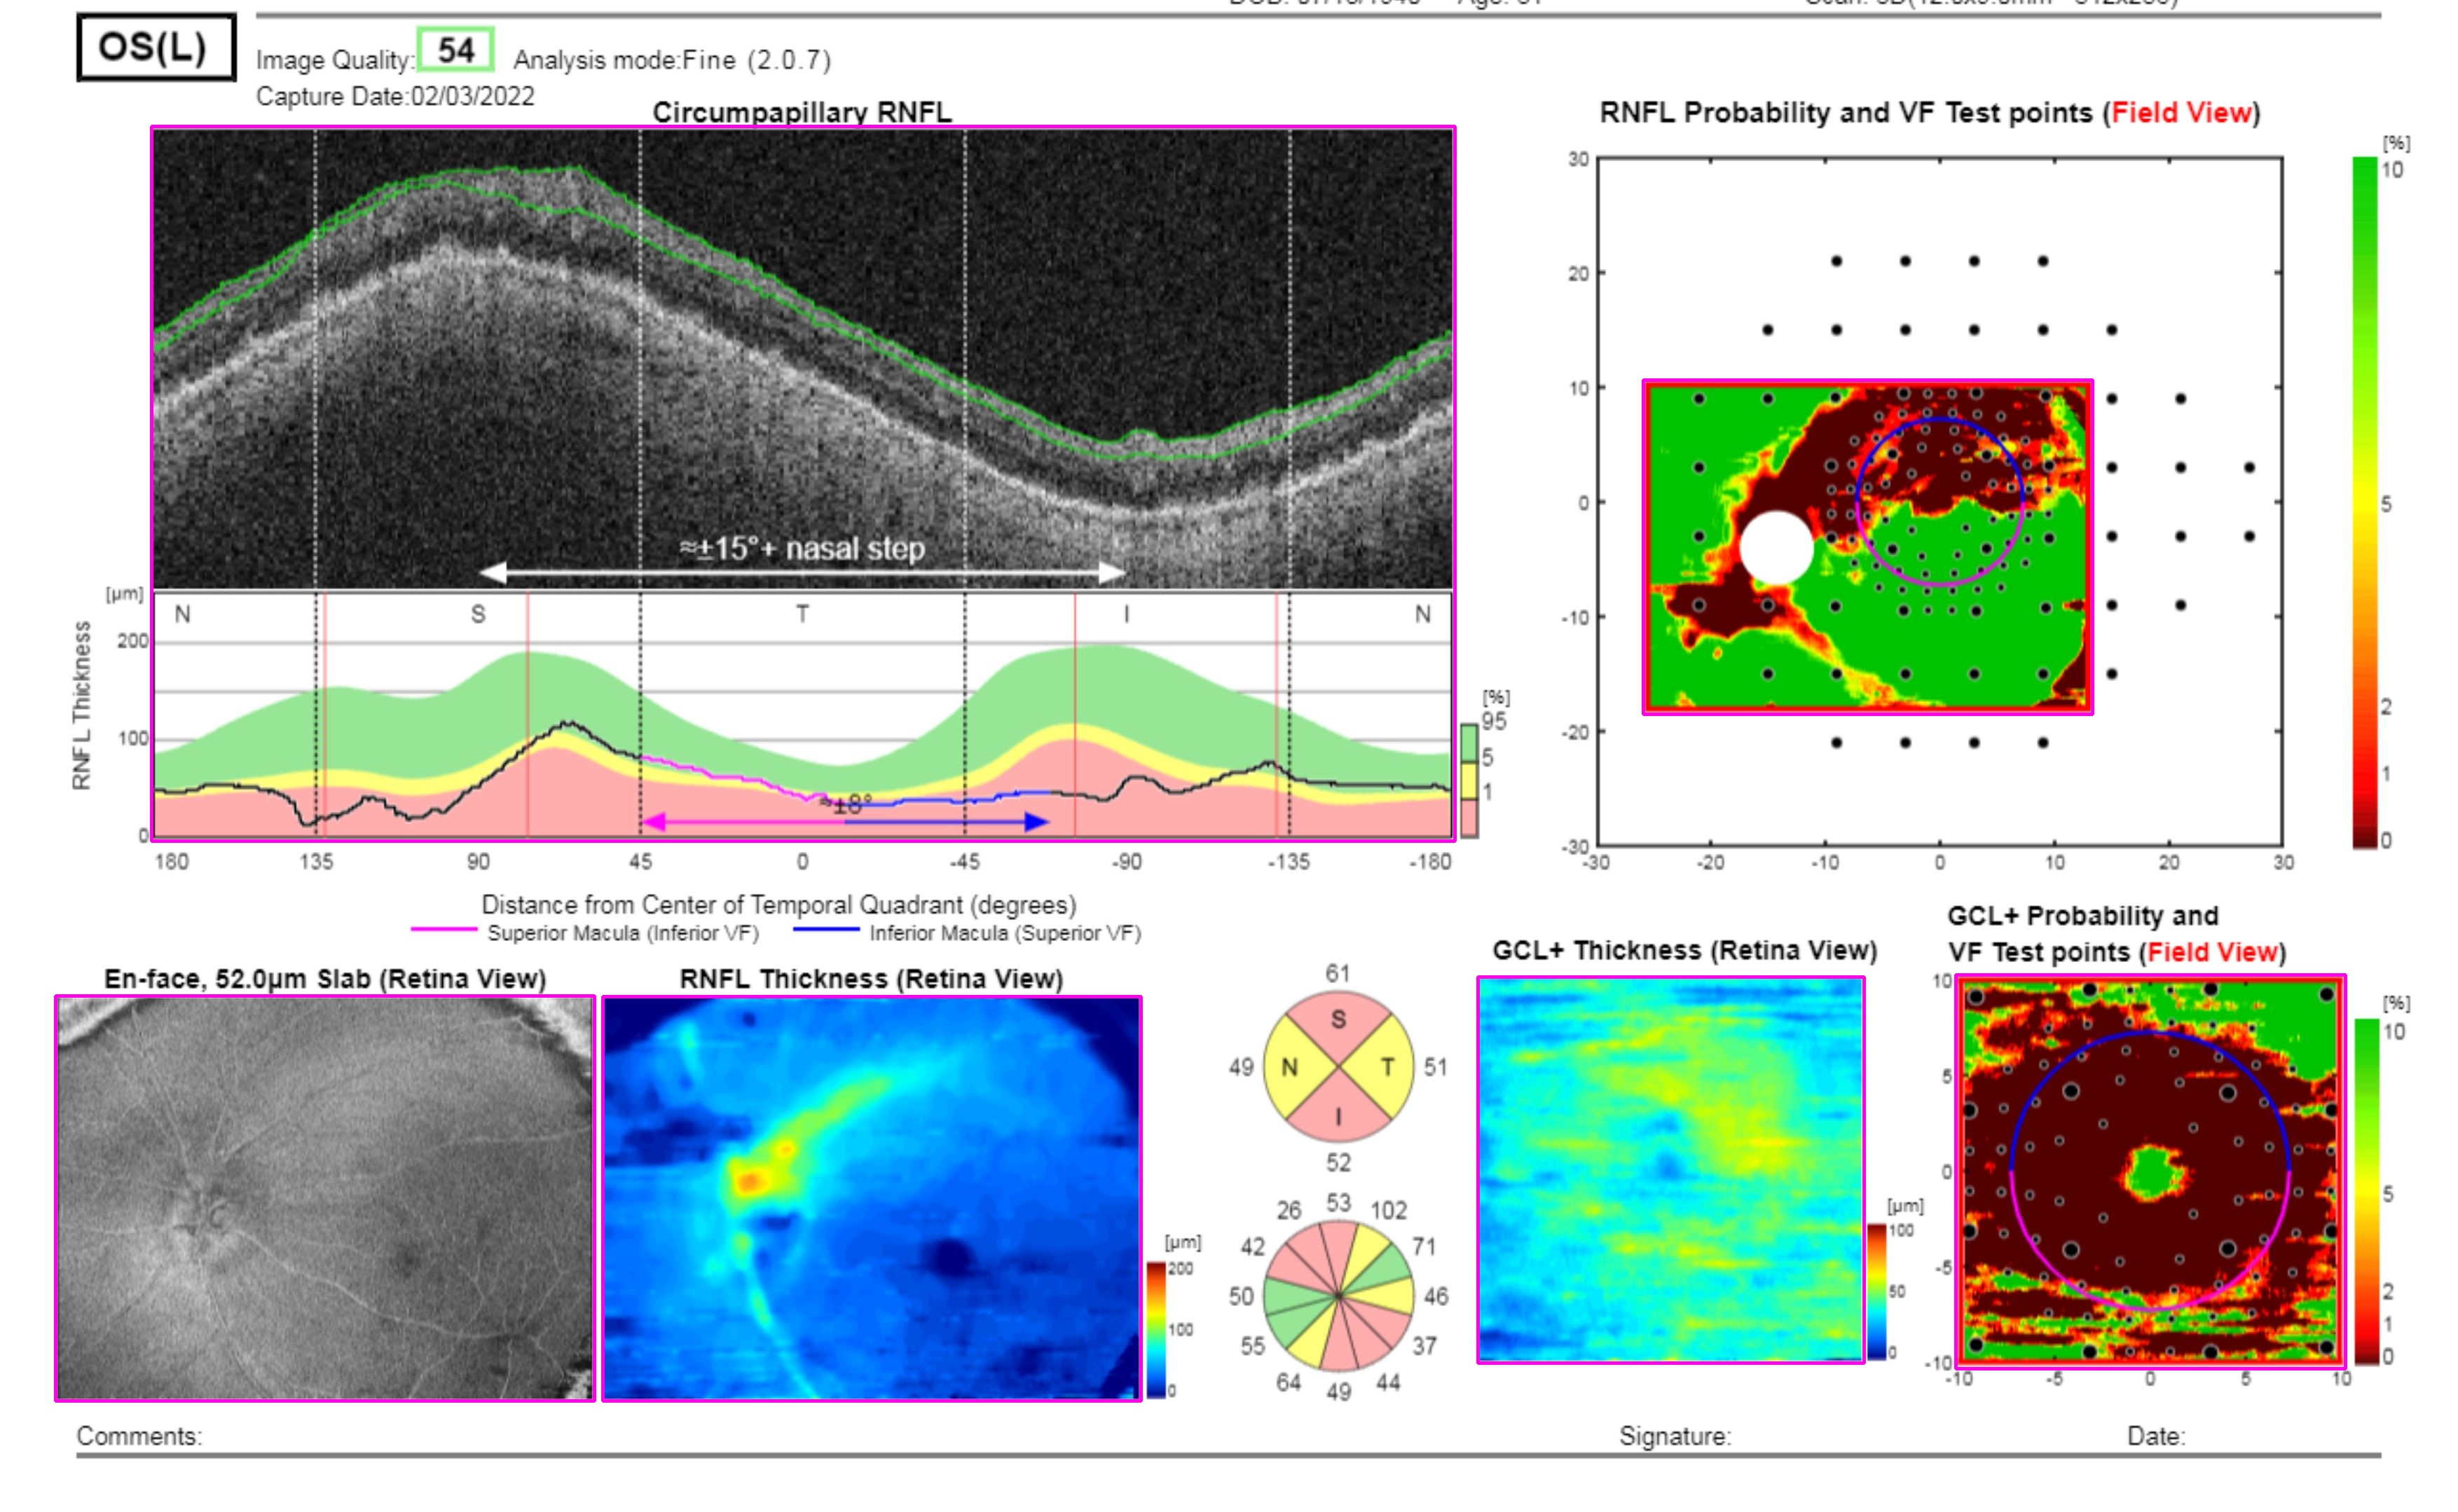 OS(L)
Image Quality: 54 Analysis mode:Fine (2.0.7)
Capture Date:02/03/2022
Circumpapillary RNFL
≈±15°+ nasal step
[µm]
N S T I N
200
100
0
RNFL Thickness
≈±8°
[%]
95
5
1
180 135 90 45 0 -45 -90 -135 -180
Distance from Center of Temporal Quadrant (degrees)
Superior Macula (Inferior VF) Inferior Macula (Superior VF)
RNFL Probability and VF Test points (Field View)
[%]
30
20
10
0
-10
-20
-30
-30 -20 -10 0 10 20 30
10
5
2
1
0
En-face, 52.0µm Slab (Retina View)
RNFL Thickness (Retina View)
[µm]
200
100
0
61
S
49 N T 51
I
52
26 53 102
42 71
50 46
55 37
64 49 44
GCL+ Thickness (Retina View)
[µm]
100
50
0
GCL+ Probability and
VF Test points (Field View)
10
5
0
-5
-10
-10 -5 0 5 10
[%]
10
5
2
1
0
Comments: Signature: Date: